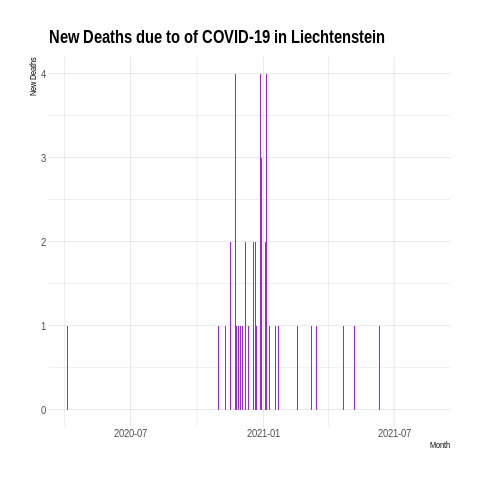 New Deaths due to of COVID-19 in Liechtenstein
New Deaths
4
3
2
1
0
2020-07 2021-01 2021-07
Month